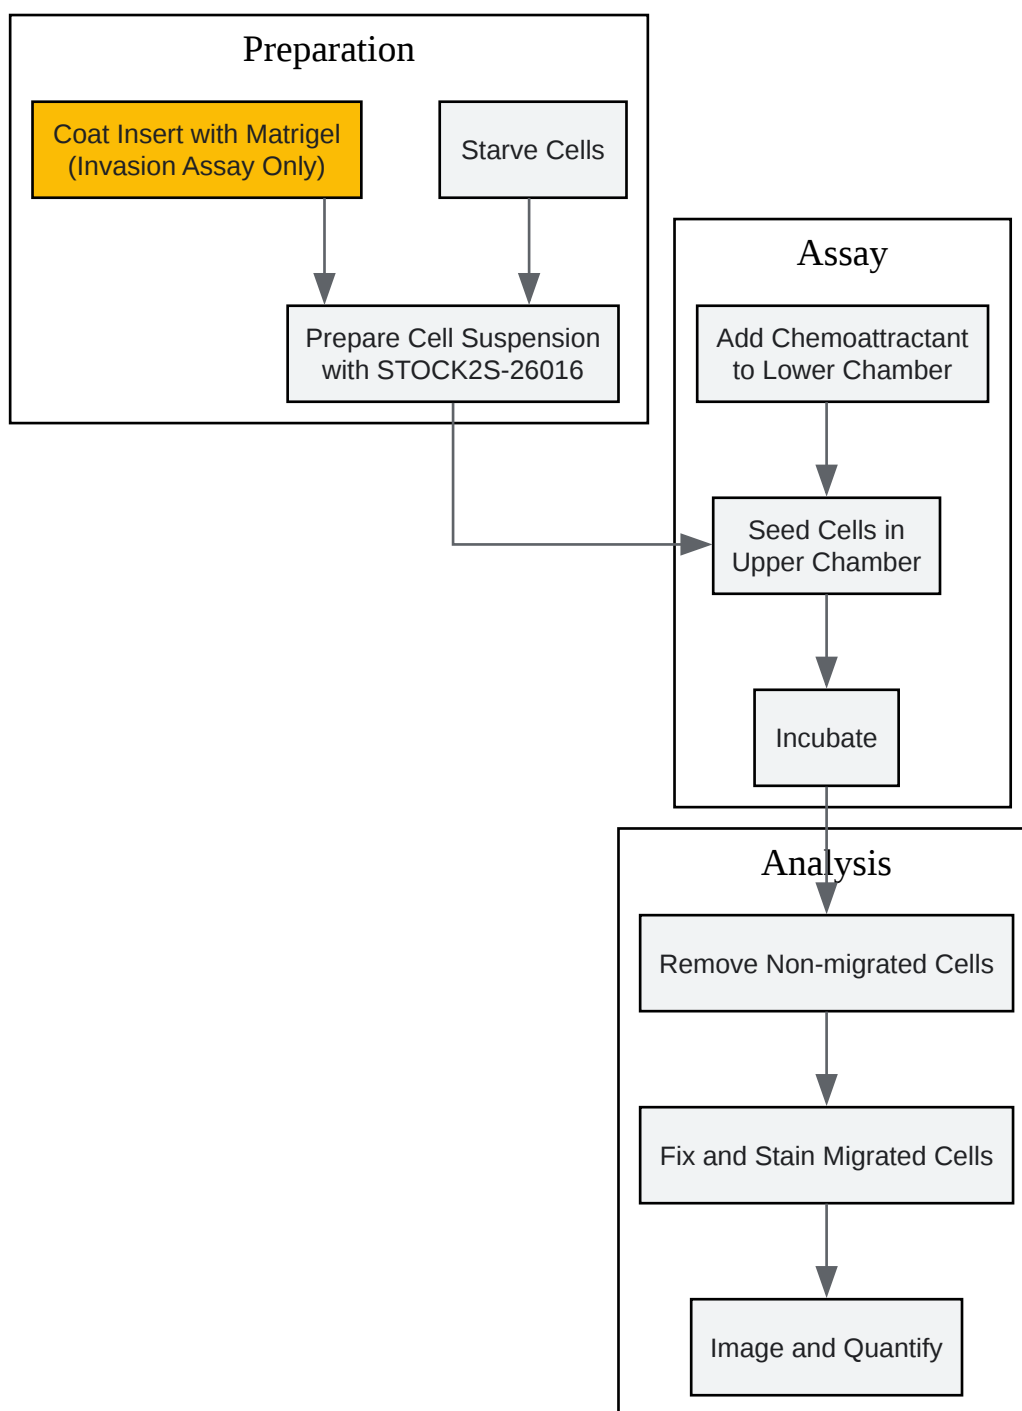 Preparation
Coat Insert with Matrigel
(Invasion Assay Only)
Starve Cells
Prepare Cell Suspension
with STOCK2S-26016
Assay
Add Chemoattractant
to Lower Chamber
Seed Cells in
Upper Chamber
Incubate
Analysis
Remove Non-migrated Cells
Fix and Stain Migrated Cells
Image and Quantify